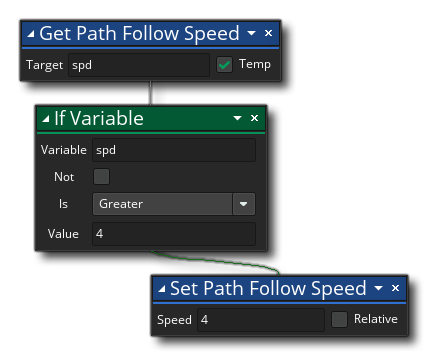 Get Path Follow Speed
Target spd Temp
If Variable
Variable spd
Not
Is Greater
Value 4
Set Path Follow Speed
Speed 4 Relative